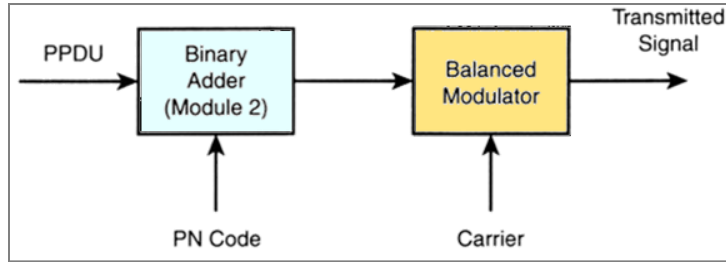 Transmitted
Signal
PPDU
Binary
Adder
(Module 2)
Balanced
Modulator
PN Code
Carrier